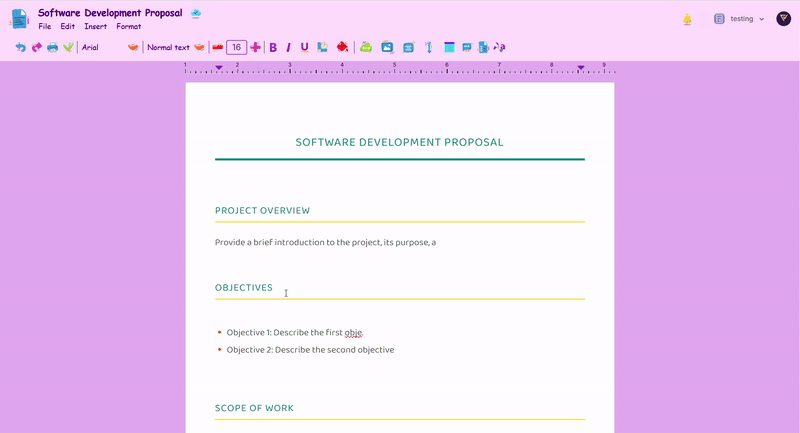 Software Development Proposal
File Edit Insert Format
testing
Arial Normal text 16 B I U
1 2 3 4 5 6 7 8 9
SOFTWARE DEVELOPMENT PROPOSAL
PROJECT OVERVIEW
Provide a brief introduction to the project, its purpose, a
OBJECTIVES
Objective 1: Describe the first obje.
Objective 2: Describe the second objective
SCOPE OF WORK